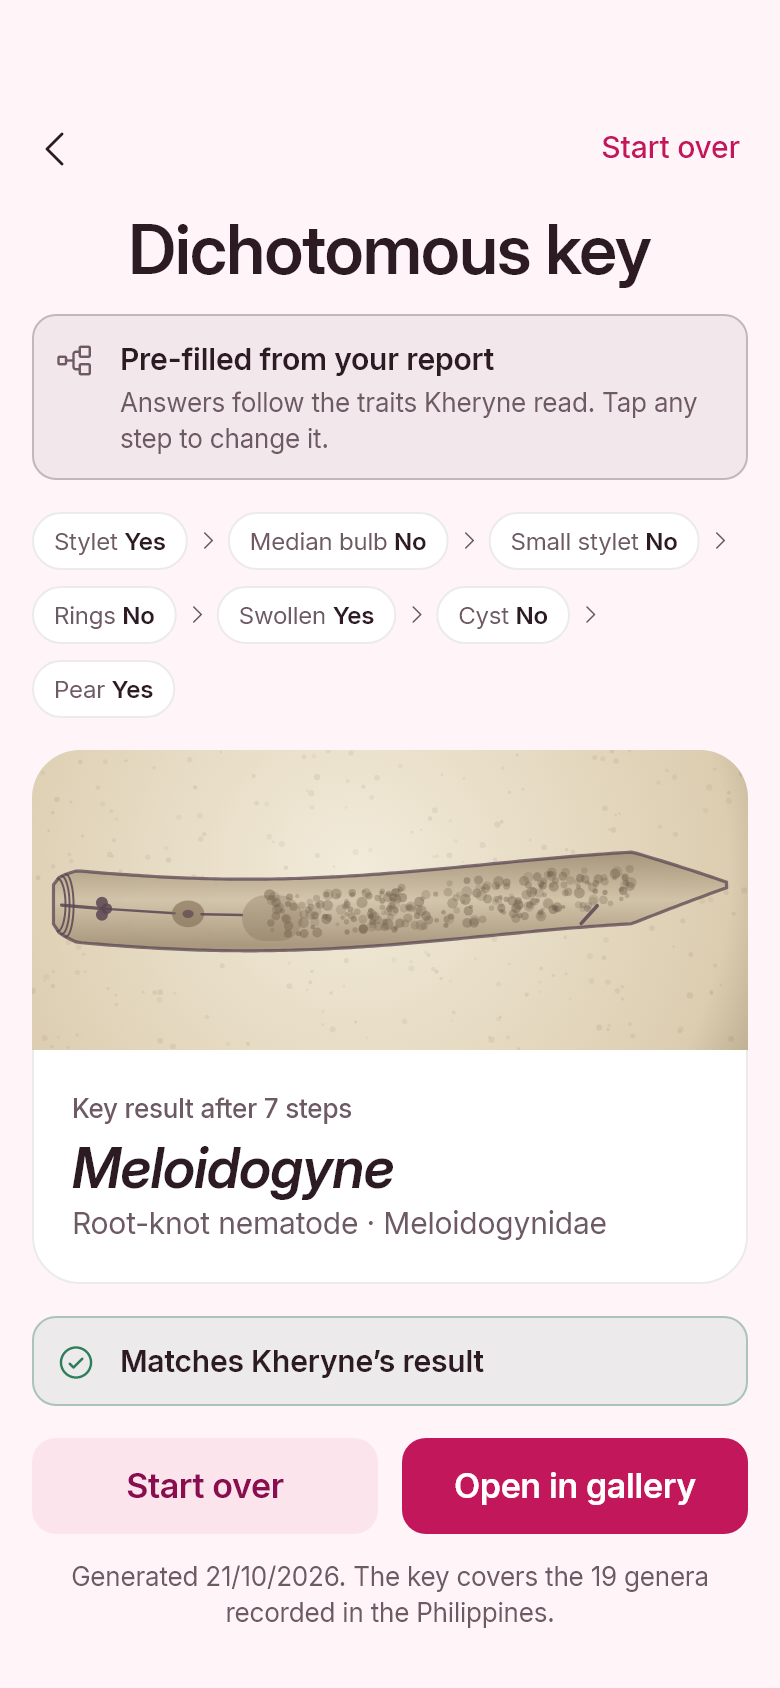 Start over
Dichotomous key
Pre-filled from your report
Answers follow the traits Kheryne read. Tap any
step to change it.
Stylet Yes
Median bulb No
Small stylet No
Rings No
Swollen Yes
Cyst No
Pear Yes
Key result after 7 steps
Meloidogyne
Root-knot nematode · Meloidogynidae
Matches Kheryne’s result
Start over
Open in gallery
Generated 21/10/2026. The key covers the 19 genera
recorded in the Philippines.